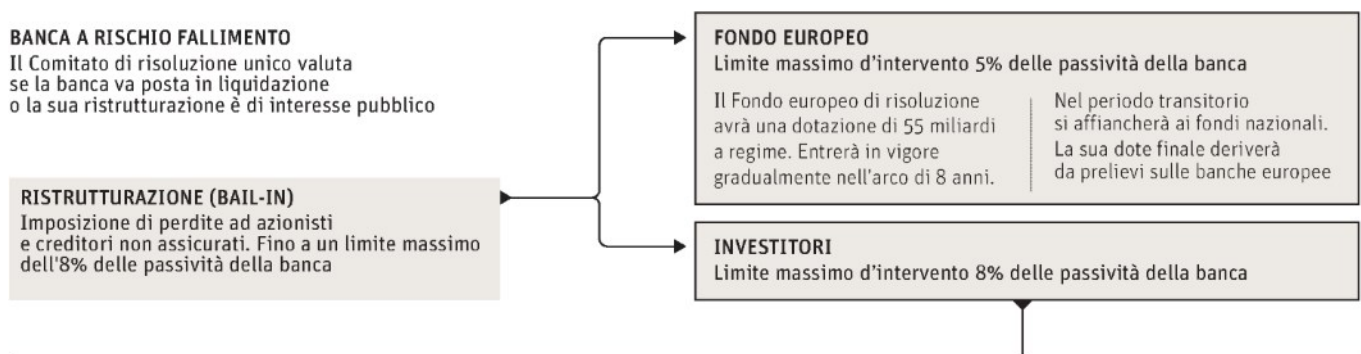 BANCA A RISCHIO FALLIMENTO
Il Comitato di risoluzione unico valuta
se la banca va posta in liquidazione
o la sua ristrutturazione è di interesse pubblico
RISTRUTTURAZIONE (BAIL-IN)
Imposizione di perdite ad azionisti
e creditori non assicurati. Fino a un limite massimo
dell'8% delle passività della banca
FONDO EUROPEO
Limite massimo d’intervento 5% delle passività della banca
Il Fondo europeo di risoluzione
avrà una dotazione di 55 miliardi
a regime. Entrerà in vigore
gradualmente nell’arco di 8 anni.
Nel periodo transitorio
si affiancherà ai fondi nazionali.
La sua dote finale deriverà
da prelievi sulle banche europee
INVESTITORI
Limite massimo d’intervento 8% delle passività della banca